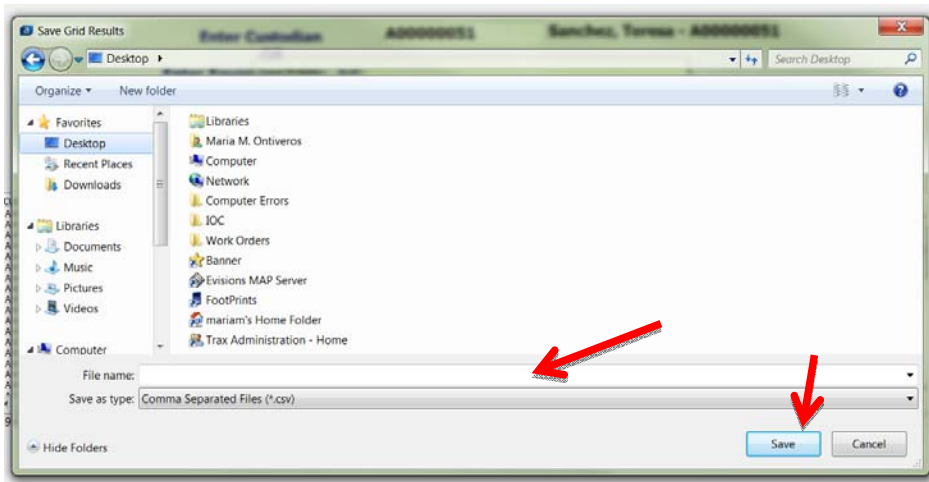 Save Grid Results
Enter Custodian A00000051 Sanchez, Teresa - A00000051
Desktop
Search Desktop
Organize New folder
Favorites
Desktop
Recent Places
Downloads
Libraries
Documents
Music
Pictures
Videos
Computer
Libraries
Maria M. Ontiveros
Computer
Network
Computer Errors
IOC
Work Orders
Banner
Evisions MAP Server
FootPrints
mariam's Home Folder
Trax Administration - Home
File name:
Save as type: Comma Separated Files (*.csv)
Hide Folders
Save Cancel